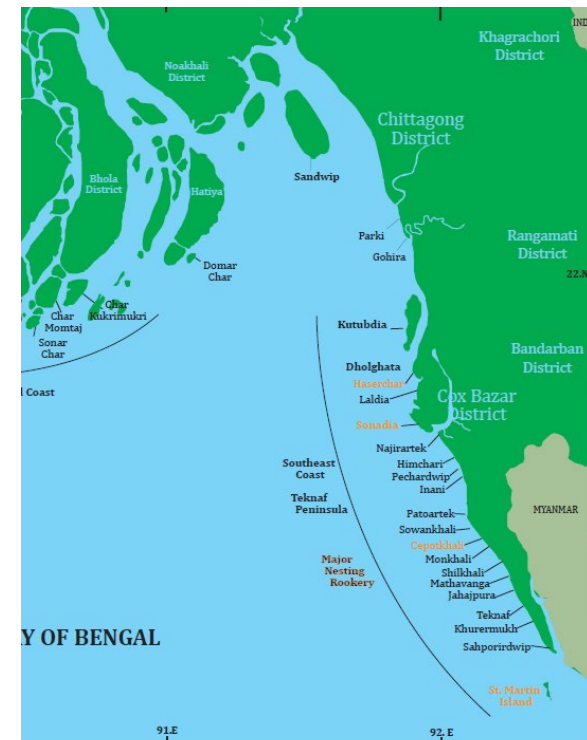 IND
Khagrachori
District
Noakhali
District
Chittagong
District
Sandwip
Bhola
District
Hatiya
Parki
Rangamati
District
Gohira
Domar
Char
22.N
Char
Kukrimukri
Char
Momtaj
Sonar
Char
Kutubdia
Bandarban
District
Dholghata
Haserchar
l Coast
Laldia
Cox Bazar
District
Sonadia
Najirartek
Himchari
Southeast
Coast
Pechardwip
Inani
Teknaf
Peninsula
Patoartek
MYANMAR
Sowankhali
Cepotkhali
Major
Nesting
Rookery
Monkhali
Shilkhali
Mathavanga
Jahajpura
Teknaf
Khurermukh
Y OF BENGAL
Sahporirdwip
St. Martin
Island
91.E
92. E